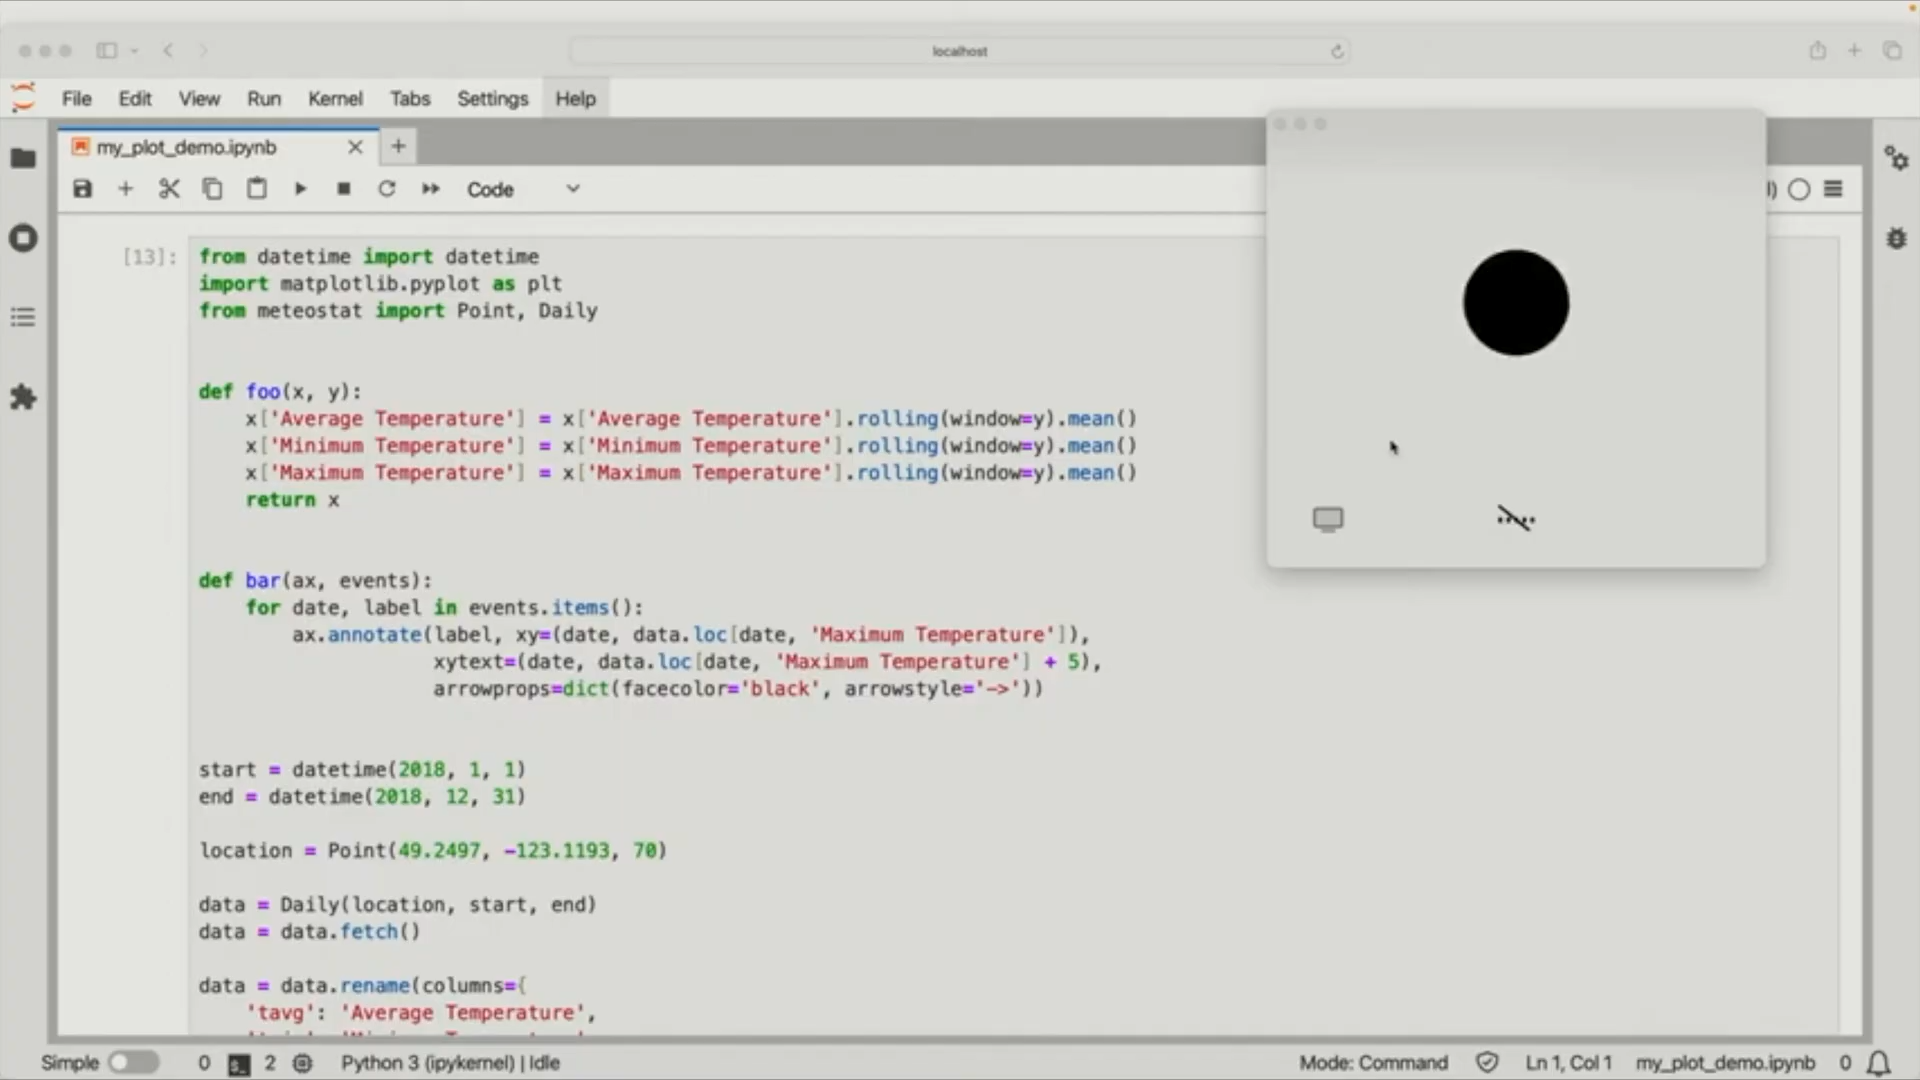 localhost
File Edit View Run Kernel Tabs Settings Help
my_plot_demo.ipynb
Code
[13]:
from datetime import datetime
import matplotlib.pyplot as plt
from meteostat import Point, Daily
def foo(x, y):
x['Average Temperature'] = x['Average Temperature'].rolling(window=y).mean()
x['Minimum Temperature'] = x['Minimum Temperature'].rolling(window=y).mean()
x['Maximum Temperature'] = x['Maximum Temperature'].rolling(window=y).mean()
return x
def bar(ax, events):
for date, label in events.items():
ax.annotate(label, xy=(date, data.loc[date, 'Maximum Temperature']),
xytext=(date, data.loc[date, 'Maximum Temperature'] + 5),
arrowprops=dict(facecolor='black', arrowstyle='->'))
start = datetime(2018, 1, 1)
end = datetime(2018, 12, 31)
location = Point(49.2497, -123.1193, 70)
data = Daily(location, start, end)
data = data.fetch()
data = data.rename(columns={
'tavg': 'Average Temperature',
Simple 0 2 Python 3 (ipykernel) | Idle Mode: Command Ln 1, Col 1 my_plot_demo.ipynb 0